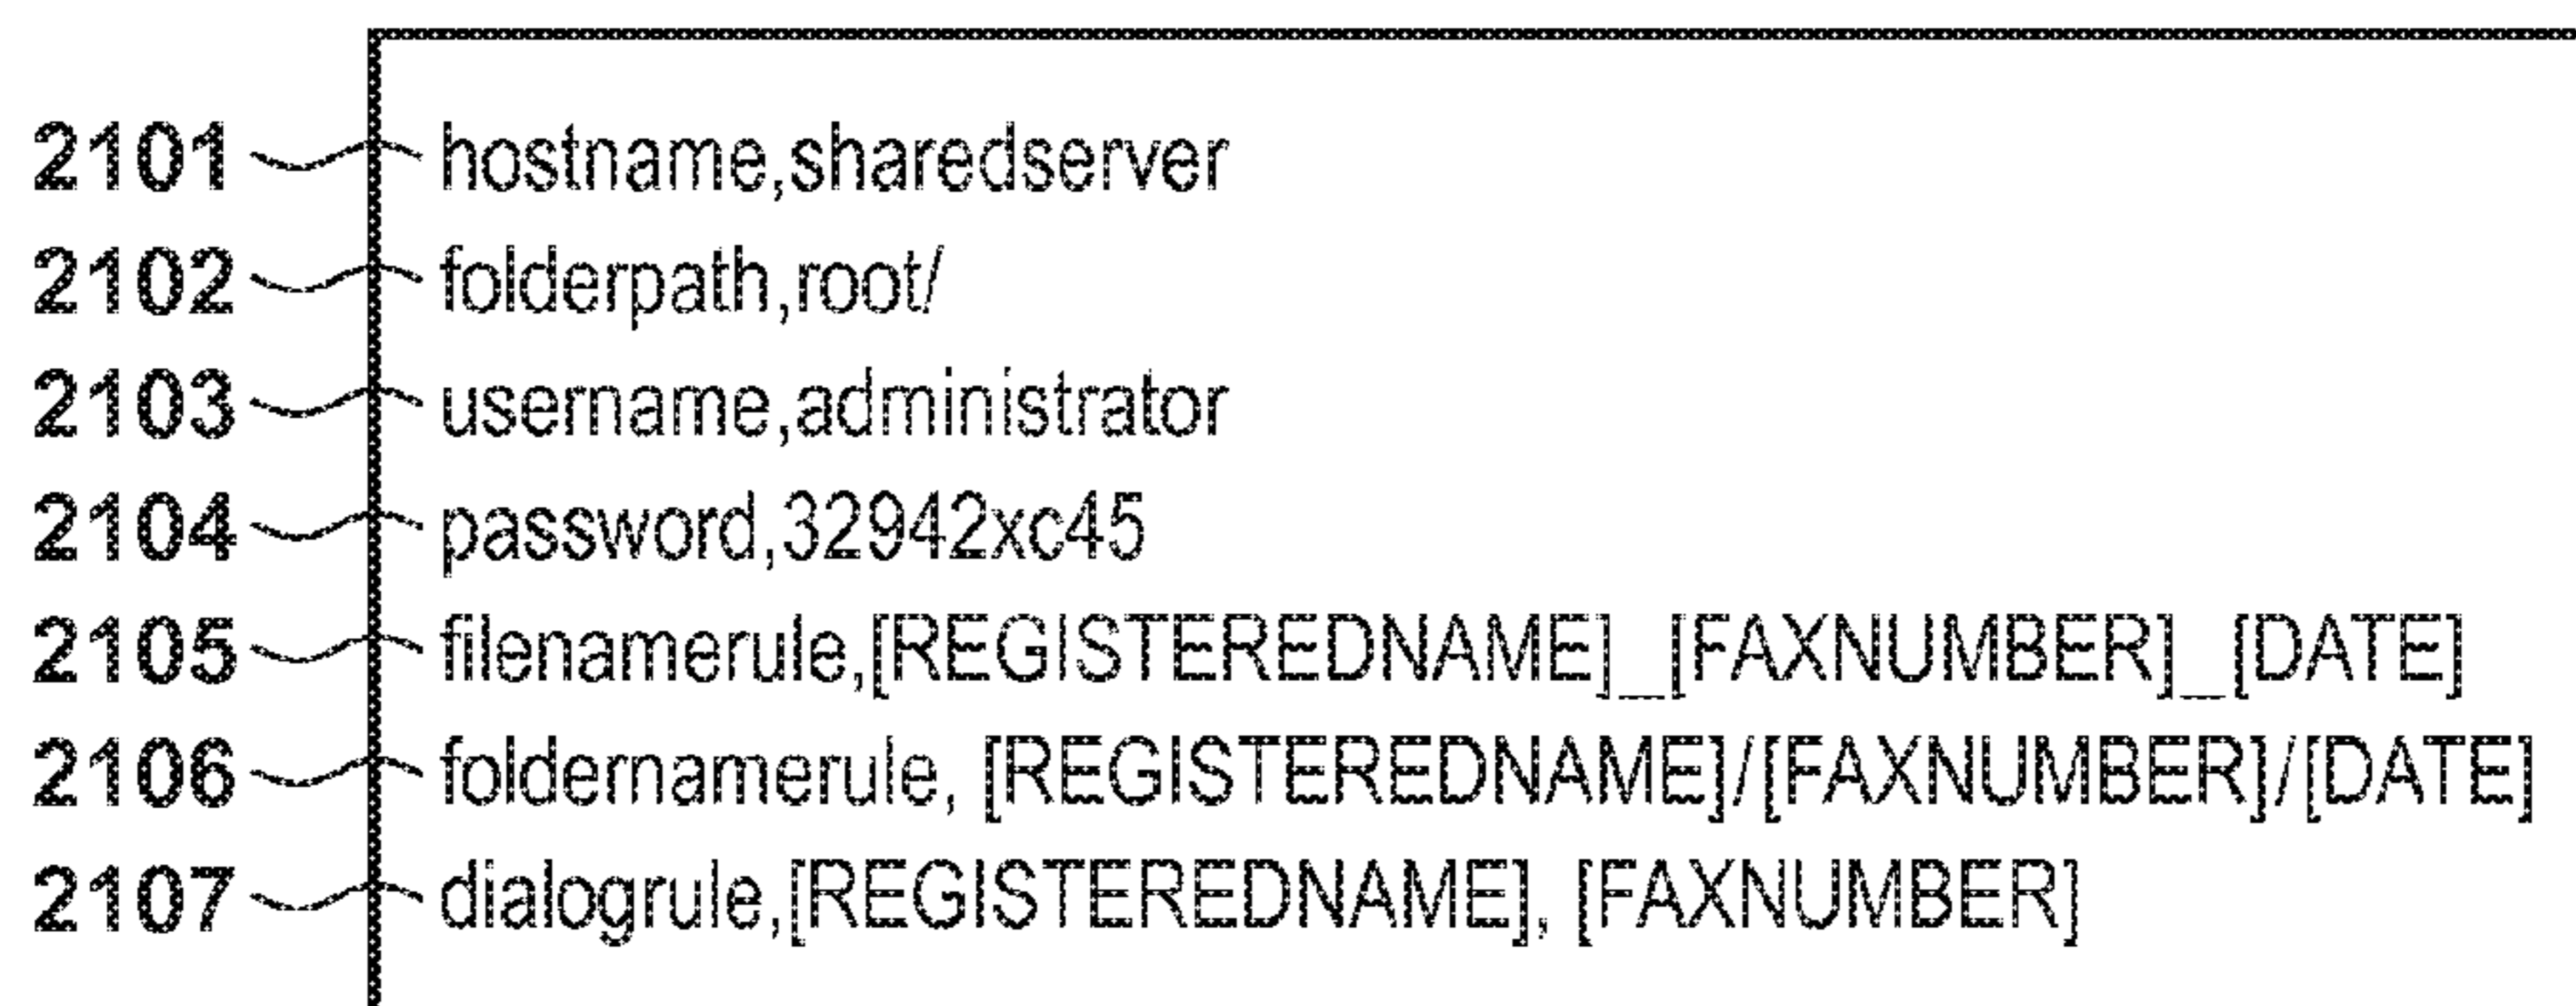 2101 hostname,sharedserver
2102 folderpath,root/
2103 username,administrator
2104 password,32942xc45
2105 filenamerule,[REGISTEREDNAME]_[FAXNUMBER]_[DATE]
2106 foldernamerule, [REGISTEREDNAME]/[FAXNUMBER]/[DATE]
2107 dialogrule,[REGISTEREDNAME], [FAXNUMBER]